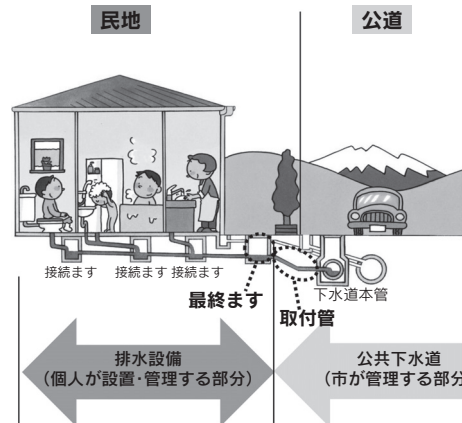 民地
公道
接続ます
接続ます
接続ます
最終ます
取付管
下水道本管
排水設備
（個人が設置・管理する部分）
公共下水道
（市が管理する部分